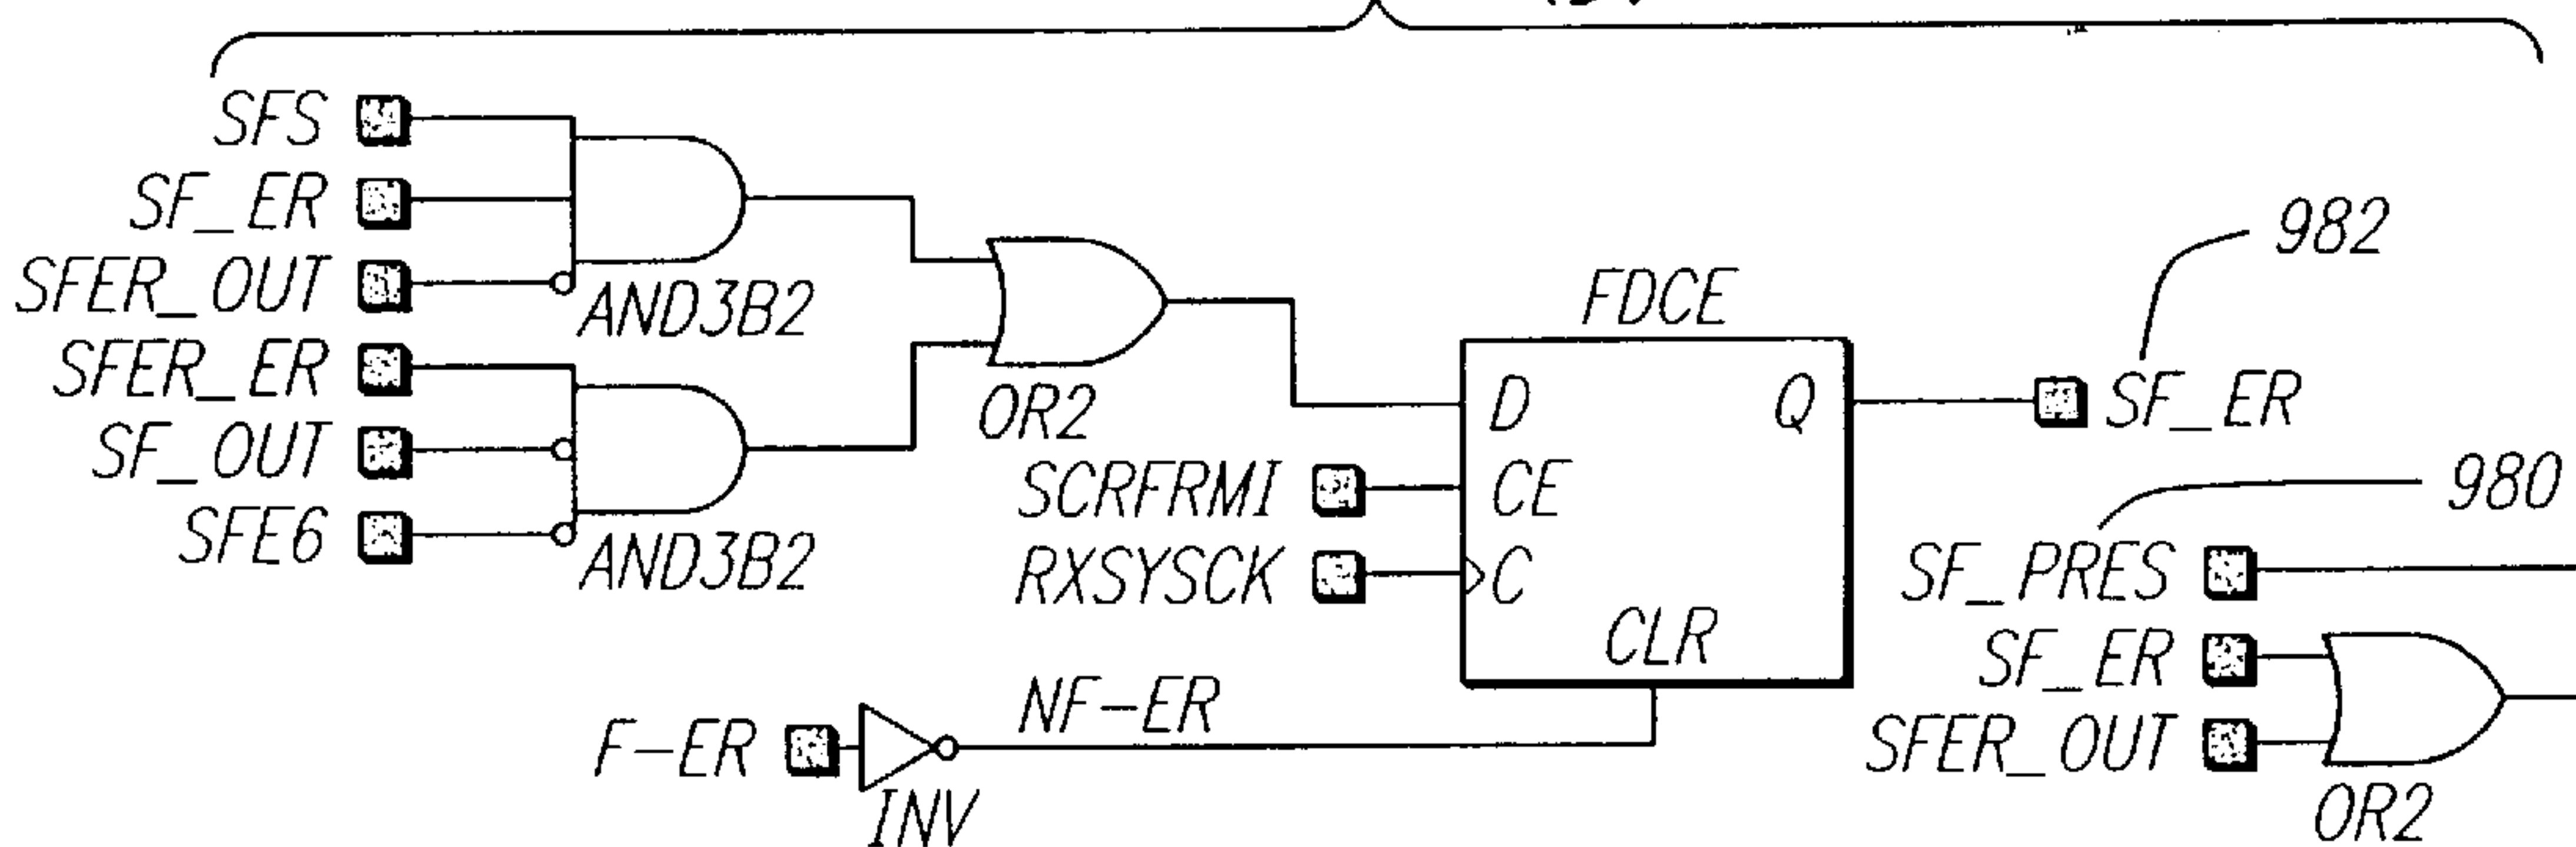 SFS
SF_ER
SFER_OUT
AND3B2
SFER_ER
SF_OUT
SFE6
AND3B2
OR2
FDCE
D
Q
CE
C
CLR
SCRFRMI
RXSYSCK
F-ER
INV
NF-ER
982
SF_ER
980
SF_PRES
SF_ER
SFER_OUT
OR2